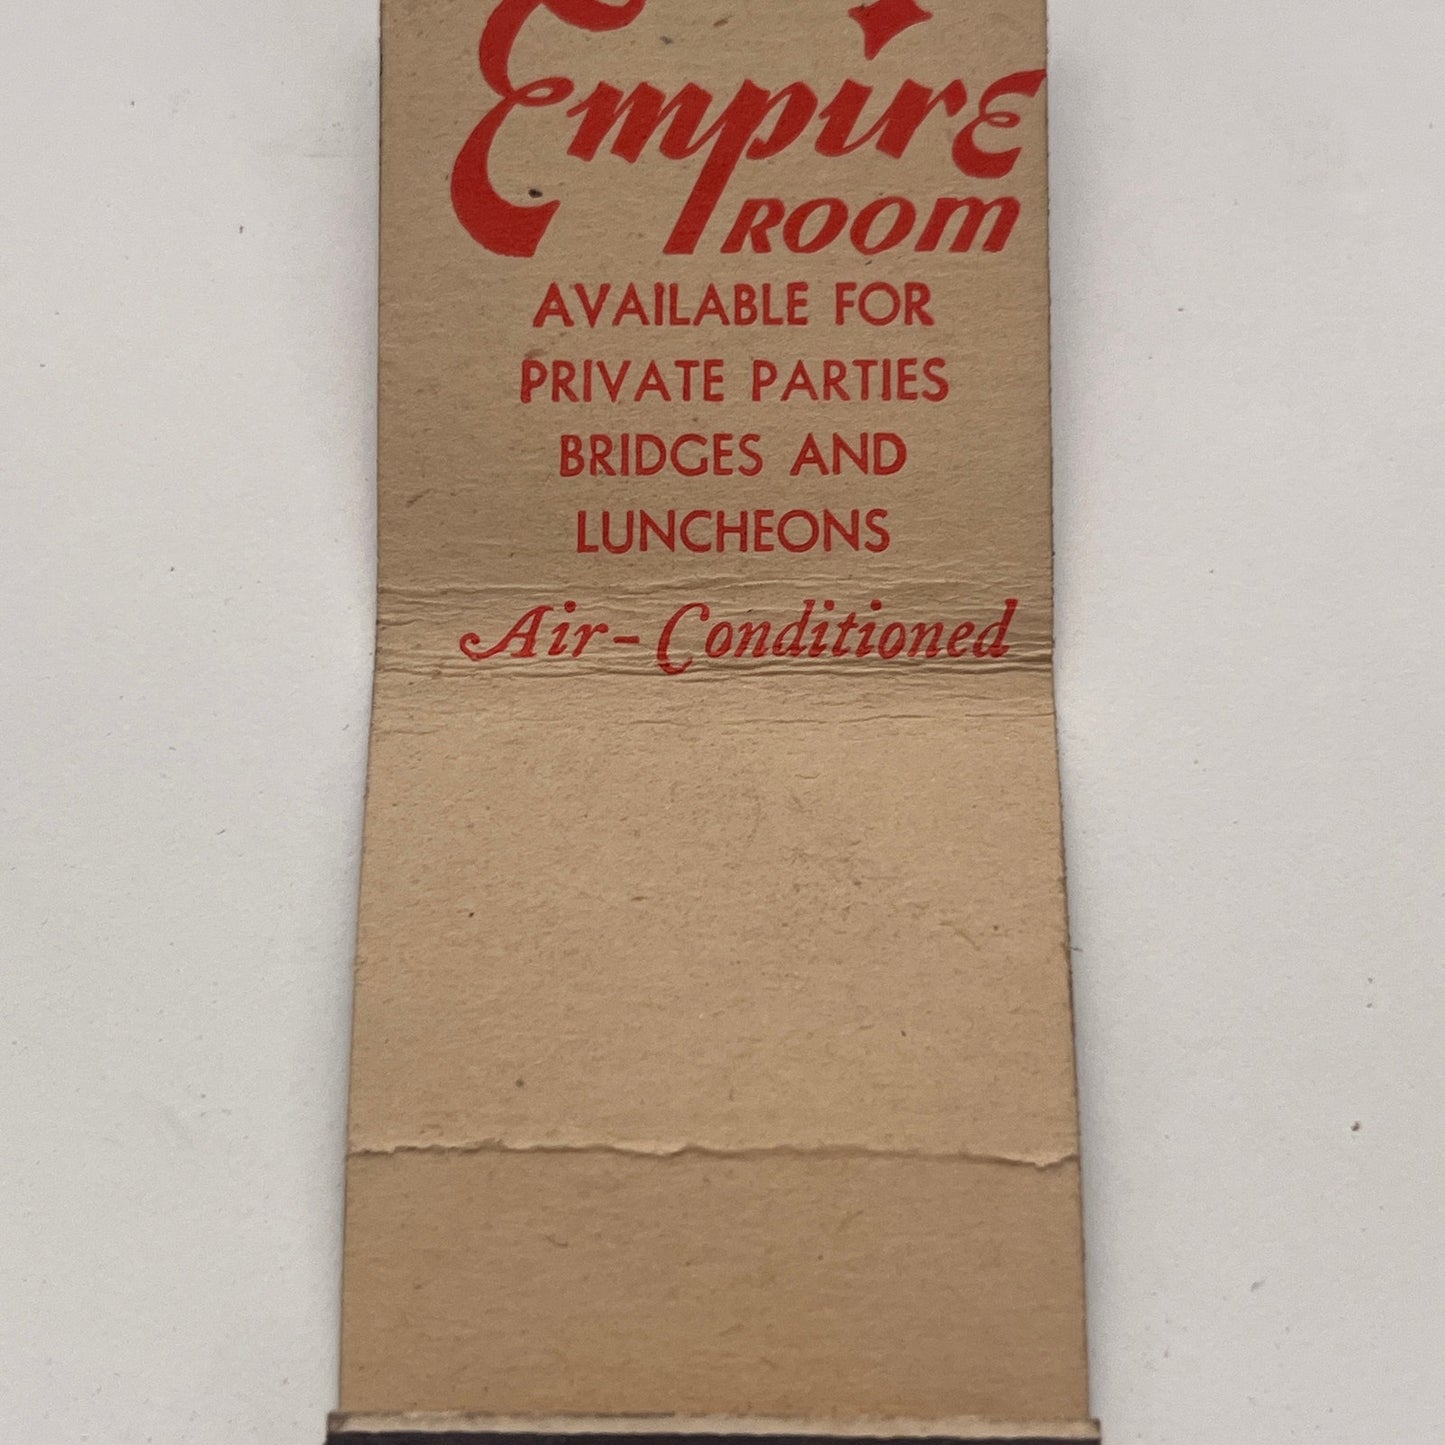 Empire
ROOM
AVAILABLE FOR
PRIVATE PARTIES
BRIDGES AND
LUNCHEONS
Air-Conditioned